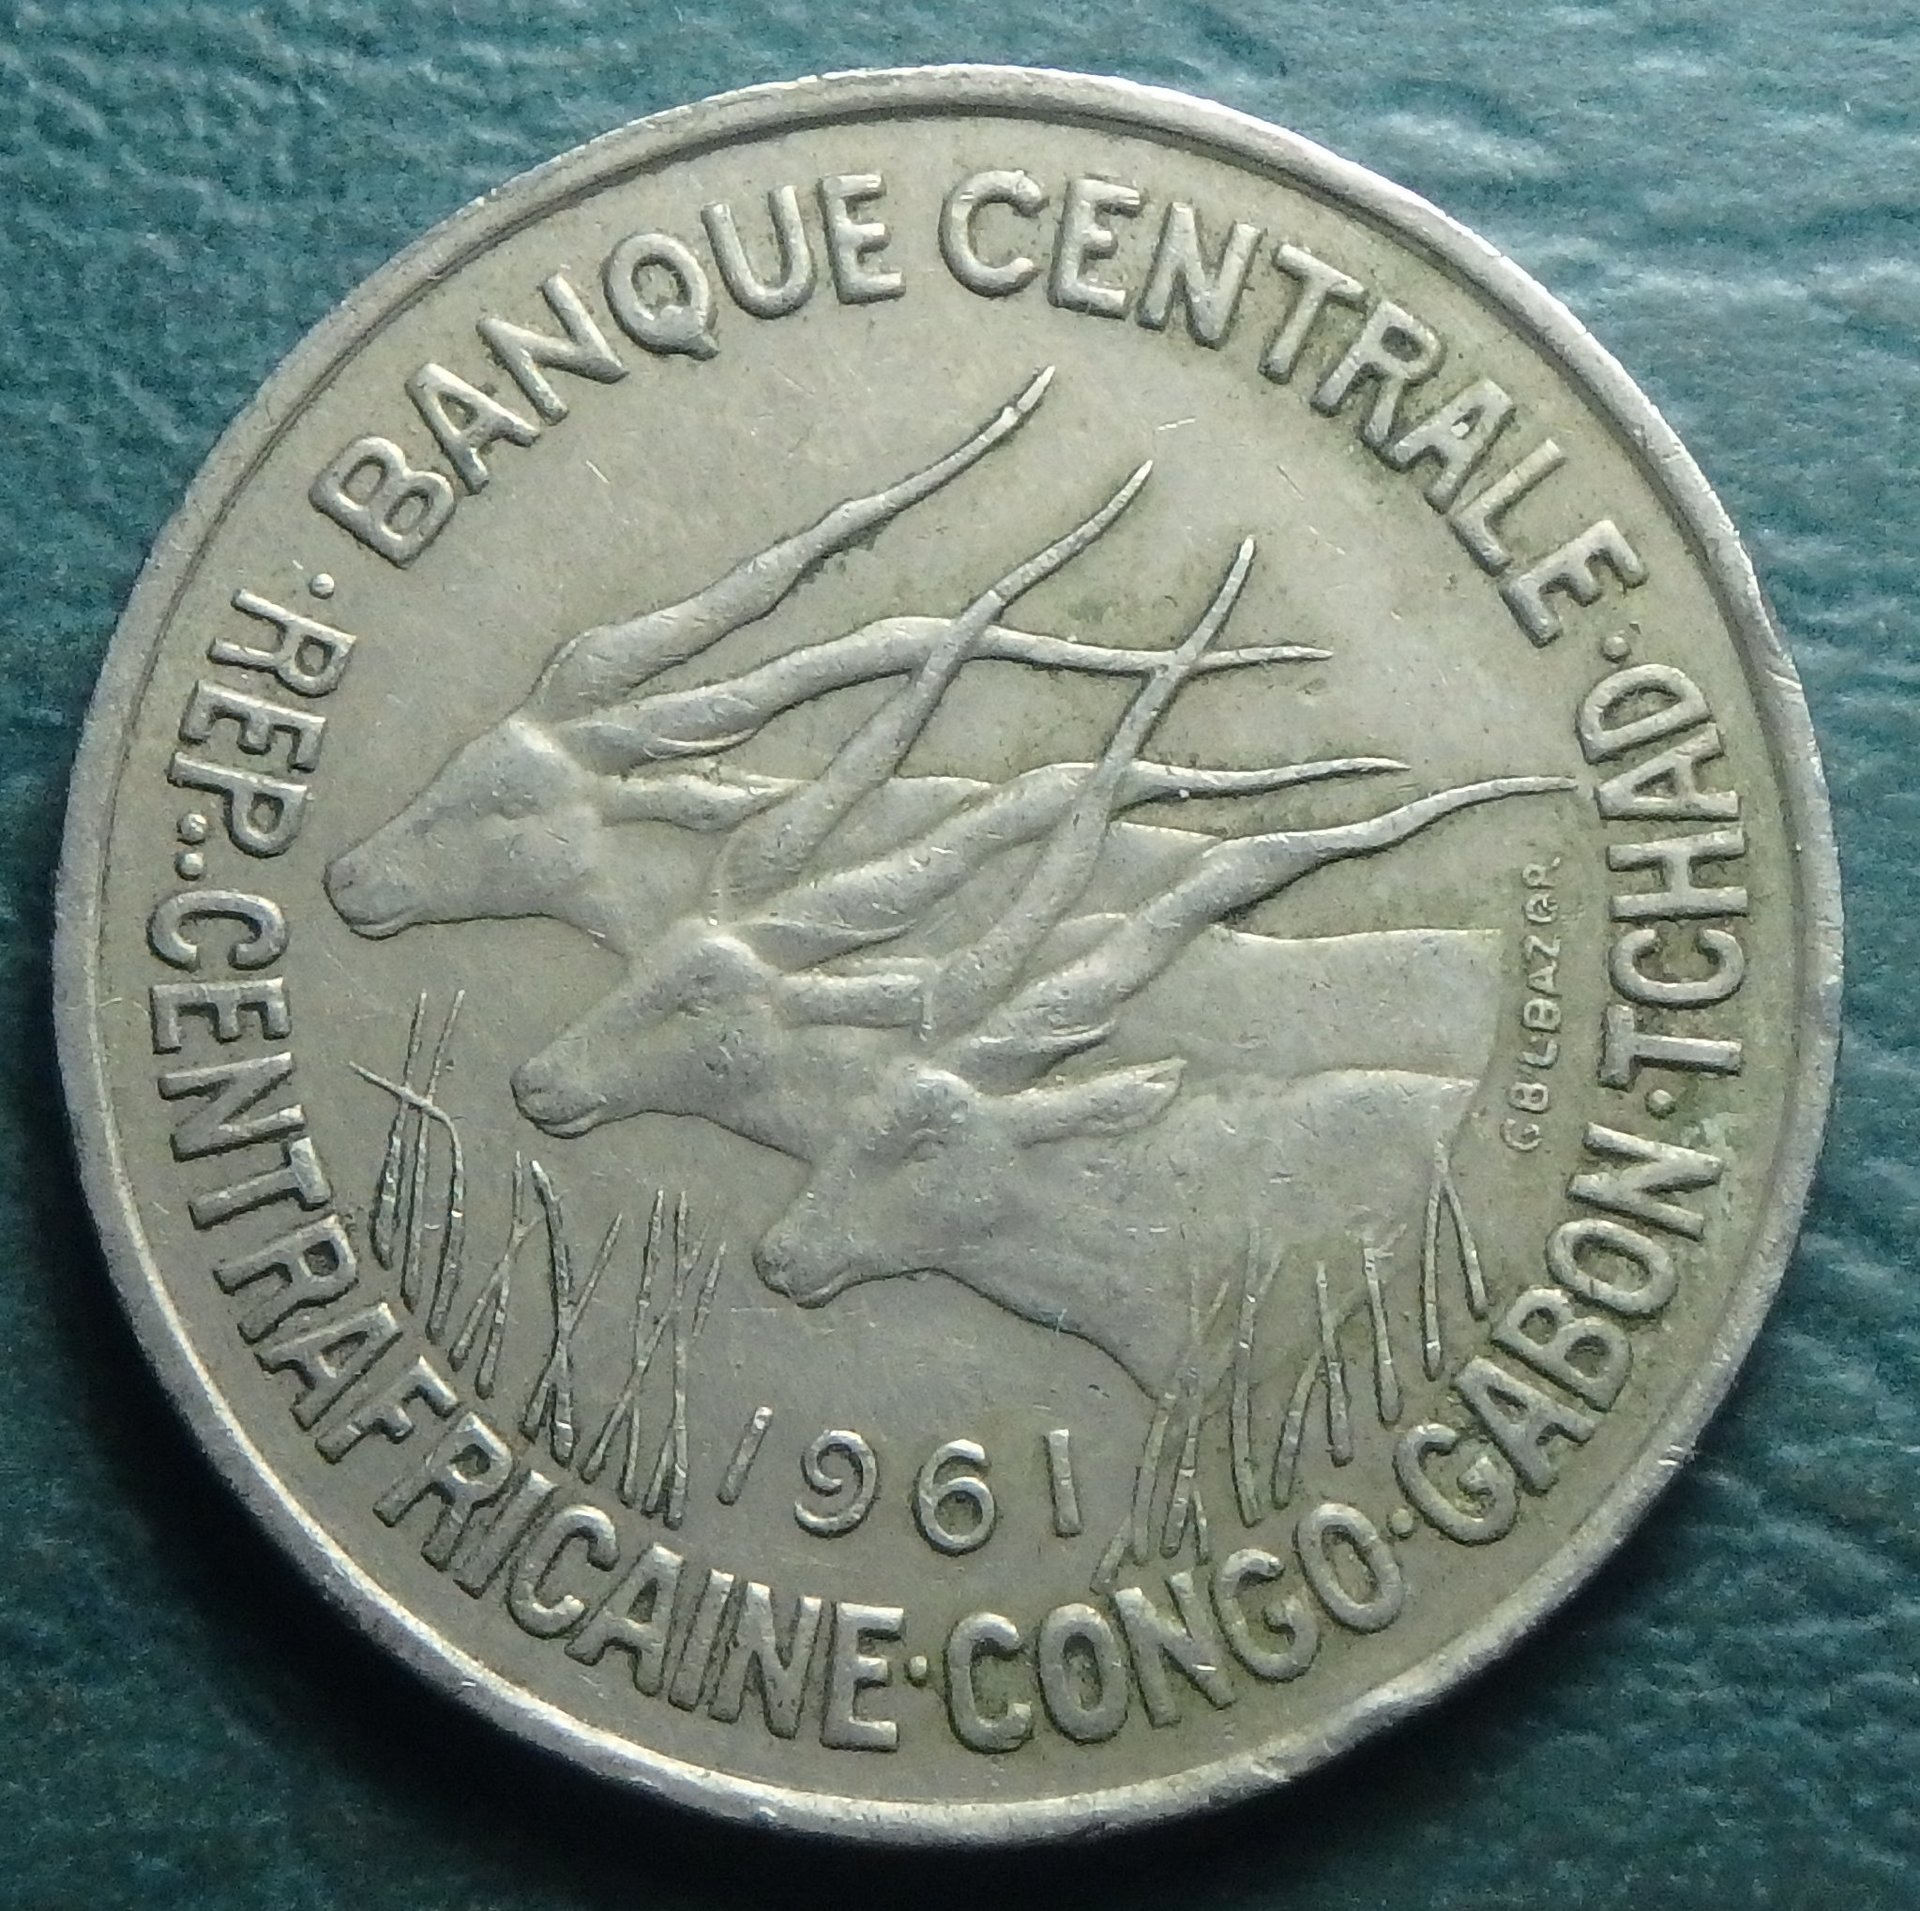 BANQUE CENTRALE
· REP. · CENTRAFRICAINE · CONGO · GABON · TCHAD ·
G.B.L.BAZOR.
1961